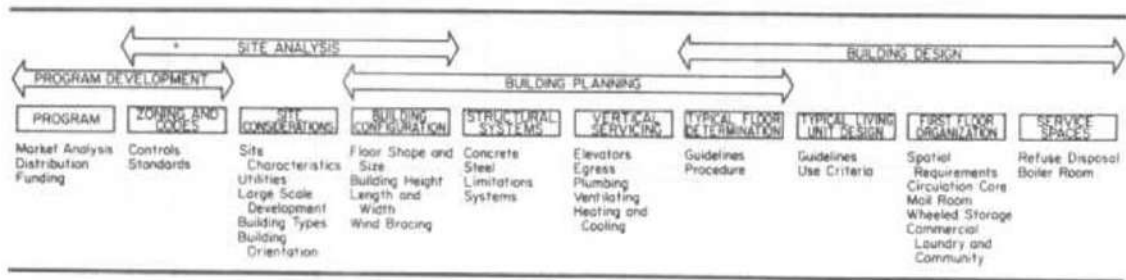 SITE ANALYSIS
BUILDING DESIGN
PROGRAM DEVELOPMENT
BUILDING PLANNING
PROGRAM
Market Analysis
Distribution
Funding
ZONING AND
CODES
Controls
Standards
SITE
CONSIDERATIONS
Site
Characteristics
Utilities
Large Scale
Development
Building Types
Building
Orientation
BUILDING
CONFIGURATION
Floor Shape and
Size
Building Height
Length and
Width
Wind Bracing
STRUCTURAL
SYSTEMS
Concrete
Steel
Limitations
Systems
VERTICAL
SERVICING
Elevators
Egress
Plumbing
Ventilating
Heating and
Cooling
TYPICAL FLOOR
DETERMINATION
Guidelines
Procedure
TYPICAL LIVING
UNIT DESIGN
Guidelines
Use Criteria
FIRST FLOOR
ORGANIZATION
Spatial
Requirements
Circulation Core
Mail Room
Wheeled Storage
Commercial
Laundry and
Community
SERVICE
SPACES
Refuse Disposal
Boiler Room